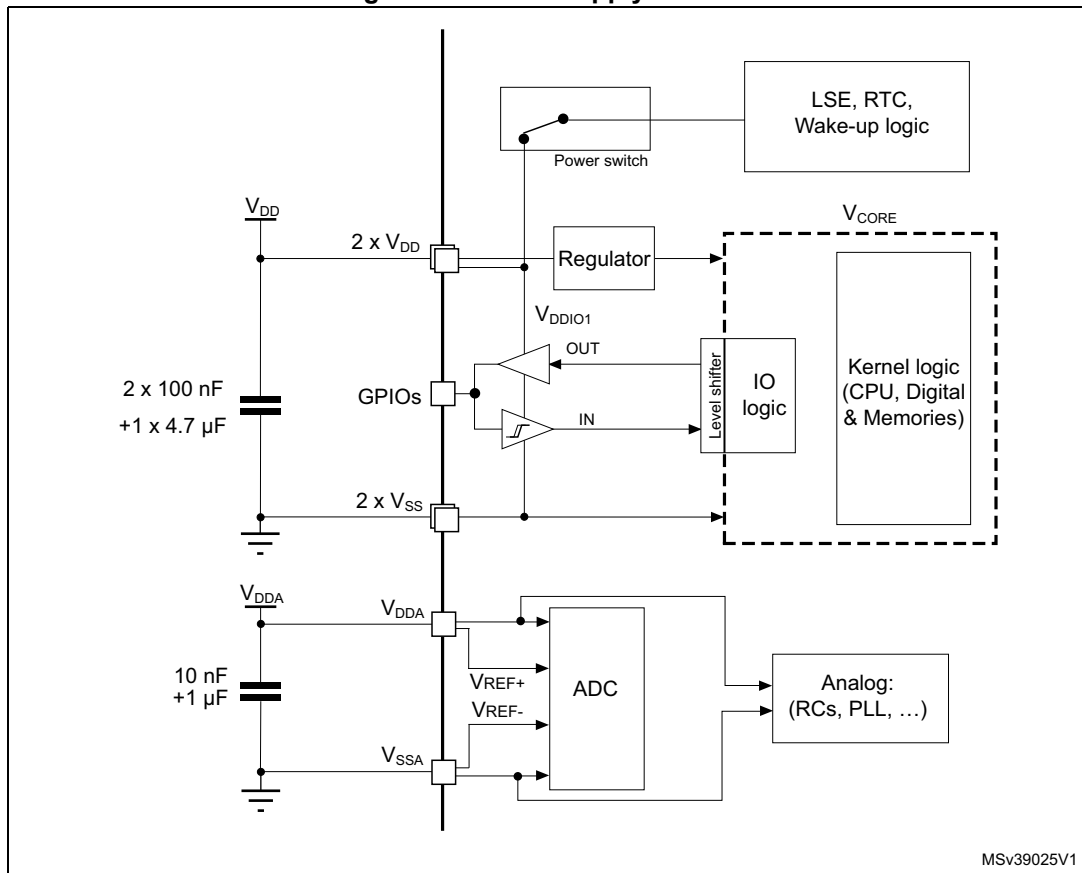 LSE, RTC,
Wake-up logic
Power switch
VDD
VCORE
2 x VDD
Regulator
VDDIO1
OUT
Level shifter
IO
logic
Kernel logic
(CPU, Digital
& Memories)
2 x 100 nF
+1 x 4.7 µF
GPIOs
IN
2 x VSS
VDDA
VDDA
10 nF
+1 µF
VREF+
ADC
VREF-
Analog:
(RCs, PLL, …)
VSSA
MSv39025V1